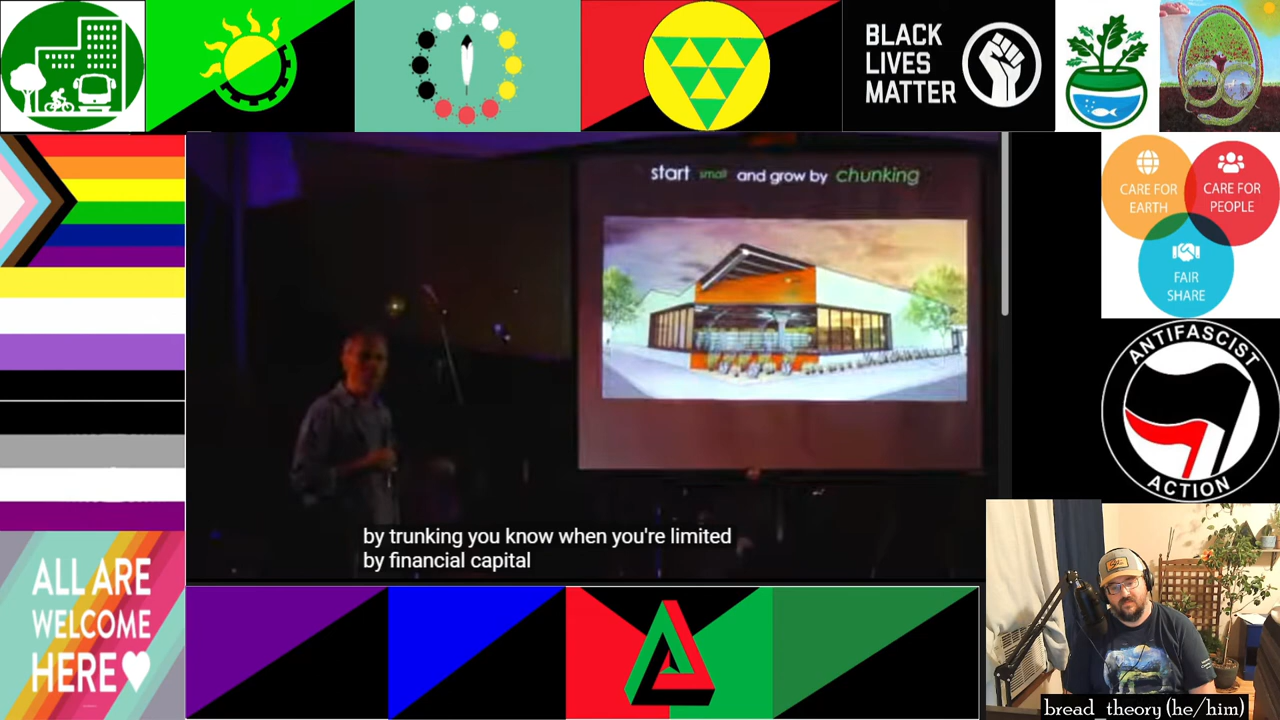 BLACK
LIVES
MATTER
start small and grow by chunking
CARE FOR
EARTH
CARE FOR
PEOPLE
FAIR
SHARE
ANTIFASCIST
ACTION
by trunking you know when you're limited
by financial capital
ALL ARE
WELCOME
HERE
bread_theory (he/him)